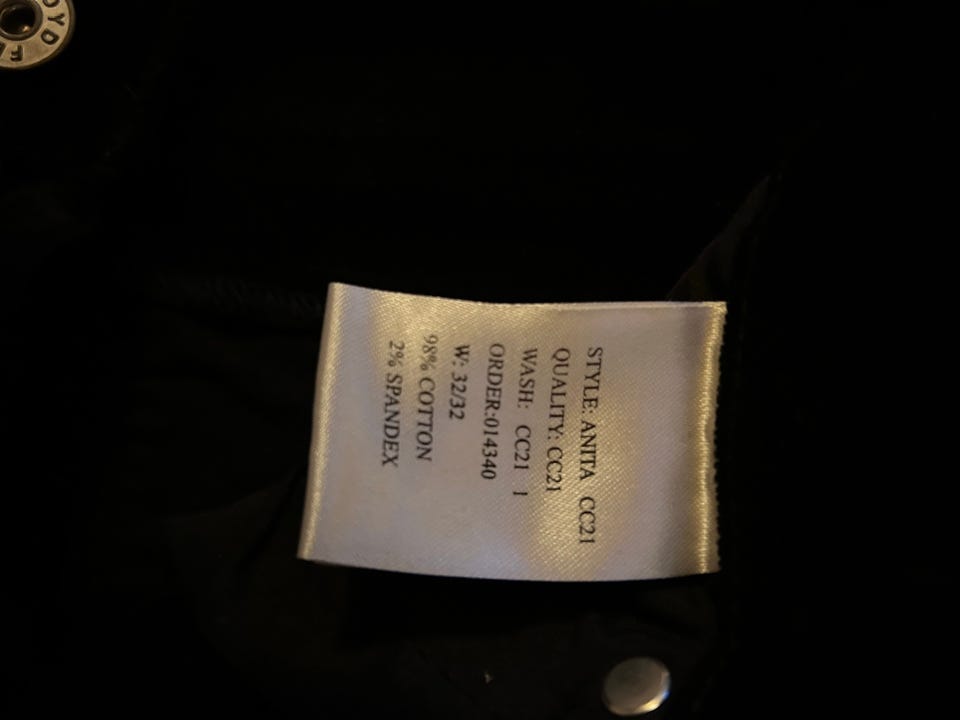 STYLE: ANITA CC21
QUALITY: CC21
WASH: CC21 1
ORDER:014340
W: 32/32
98% COTTON
2% SPANDEX